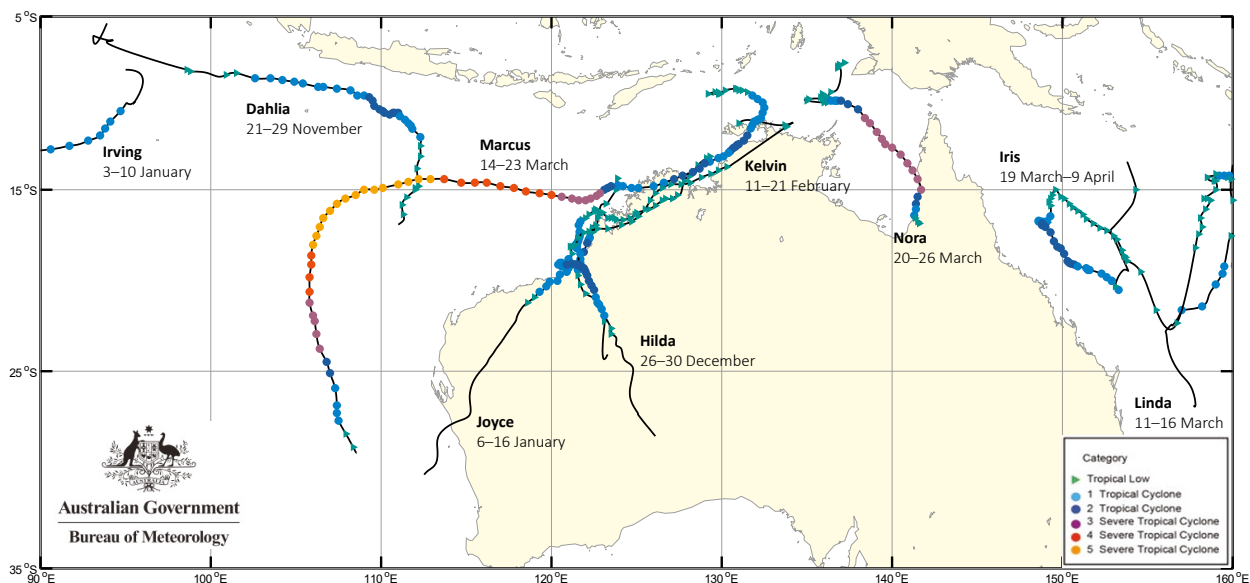 5°S
15°S
25°S
35°S
90°E
100°E
110°E
120°E
130°E
140°E
150°E
160°E
Irving
3–10 January
Dahlia
21–29 November
Marcus
14–23 March
Kelvin
11–21 February
Nora
20–26 March
Iris
19 March–9 April
Hilda
26–30 December
Joyce
6–16 January
Linda
11–16 March
AUSTRALIA
Australian Government
Bureau of Meteorology
Category
Tropical Low
1 Tropical Cyclone
2 Tropical Cyclone
3 Severe Tropical Cyclone
4 Severe Tropical Cyclone
5 Severe Tropical Cyclone